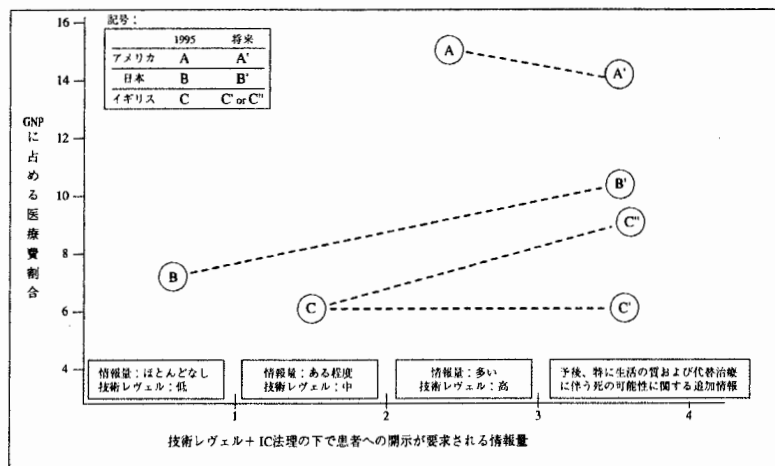 記号：
1995 将来
アメリカ A A'
日本 B B'
イギリス C C' or C"
16
14
12
10
8
6
4
GNPに占める医療費割合
A
A'
B'
C"
B
C
C'
情報量：ほとんどなし
技術レヴェル：低
情報量：ある程度
技術レヴェル：中
情報量：多い
技術レヴェル：高
予後、特に生活の質および代替治療
に伴う死の可能性に関する追加情報
1 2 3 4
技術レヴェル＋IC法理の下で患者への開示が要求される情報量